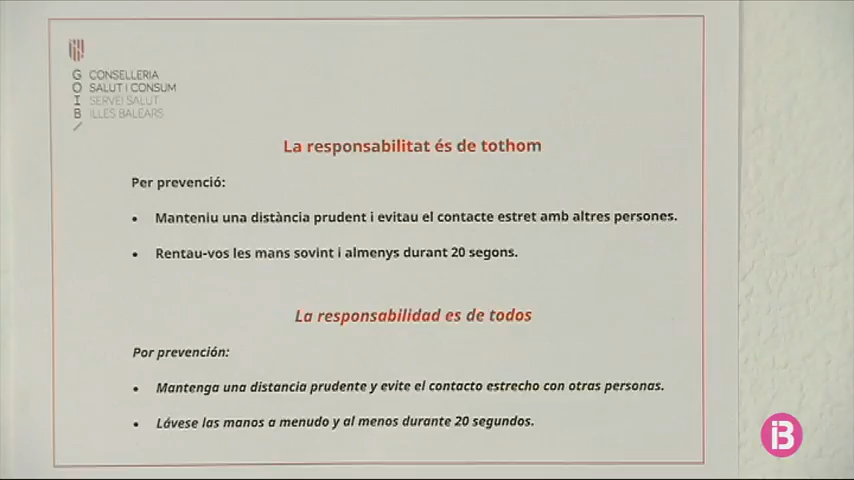 G CONSELLERIA
O SALUT I CONSUM
I SERVEI SALUT
B ILLES BALEARS
/
La responsabilitat és de tothom
Per prevenció:
• Manteniu una distància prudent i evitau el contacte estret amb altres persones.
• Rentau-vos les mans sovint i almenys durant 20 segons.
La responsabilidad es de todos
Por prevención:
• Mantenga una distancia prudente y evite el contacto estrecho con otras personas.
• Lávese las manos a menudo y al menos durante 20 segundos.
IB